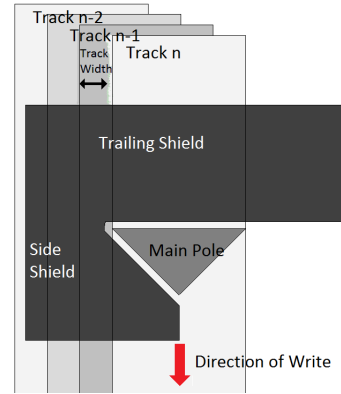 Track n-2
Track n-1
Track
Width
Track n
Trailing Shield
Side
Shield
Main Pole
Direction of Write